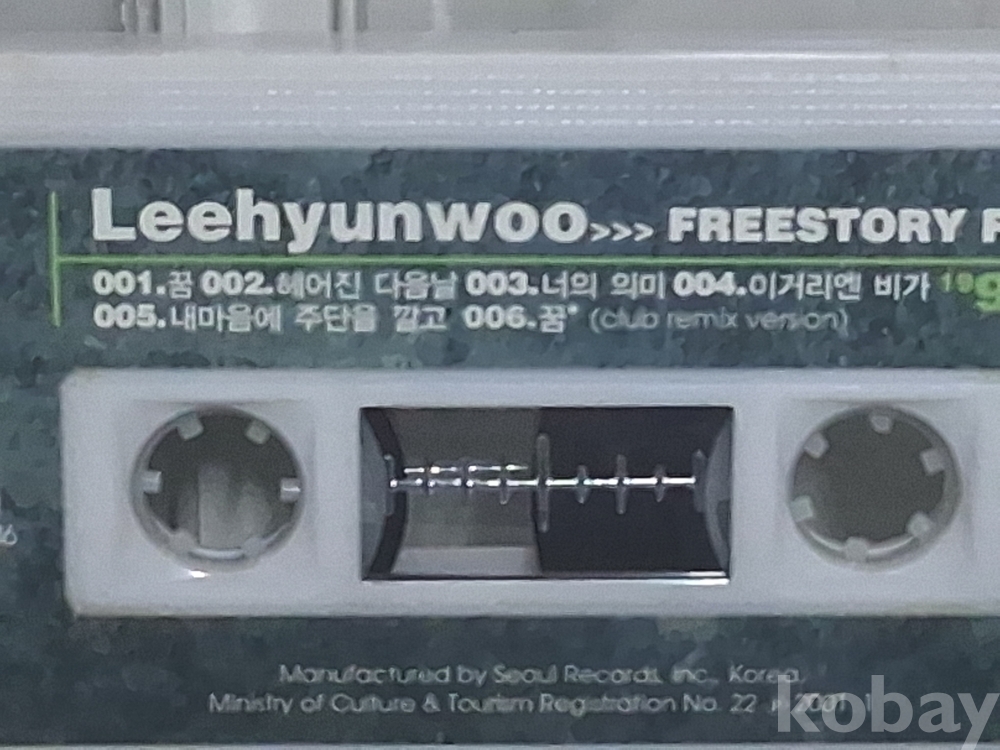 Leehyunwoo>>> FREESTORY
001.꿈 002.헤어진 다음날 003.너의 의미 004.이거리엔 비가
005.내마음에 주단을 깔고 006.꿈* (club remix version)
Manufactured by Seoul Records, Inc., Korea.
Ministry of Culture & Tourism Registration No. 22
kobay